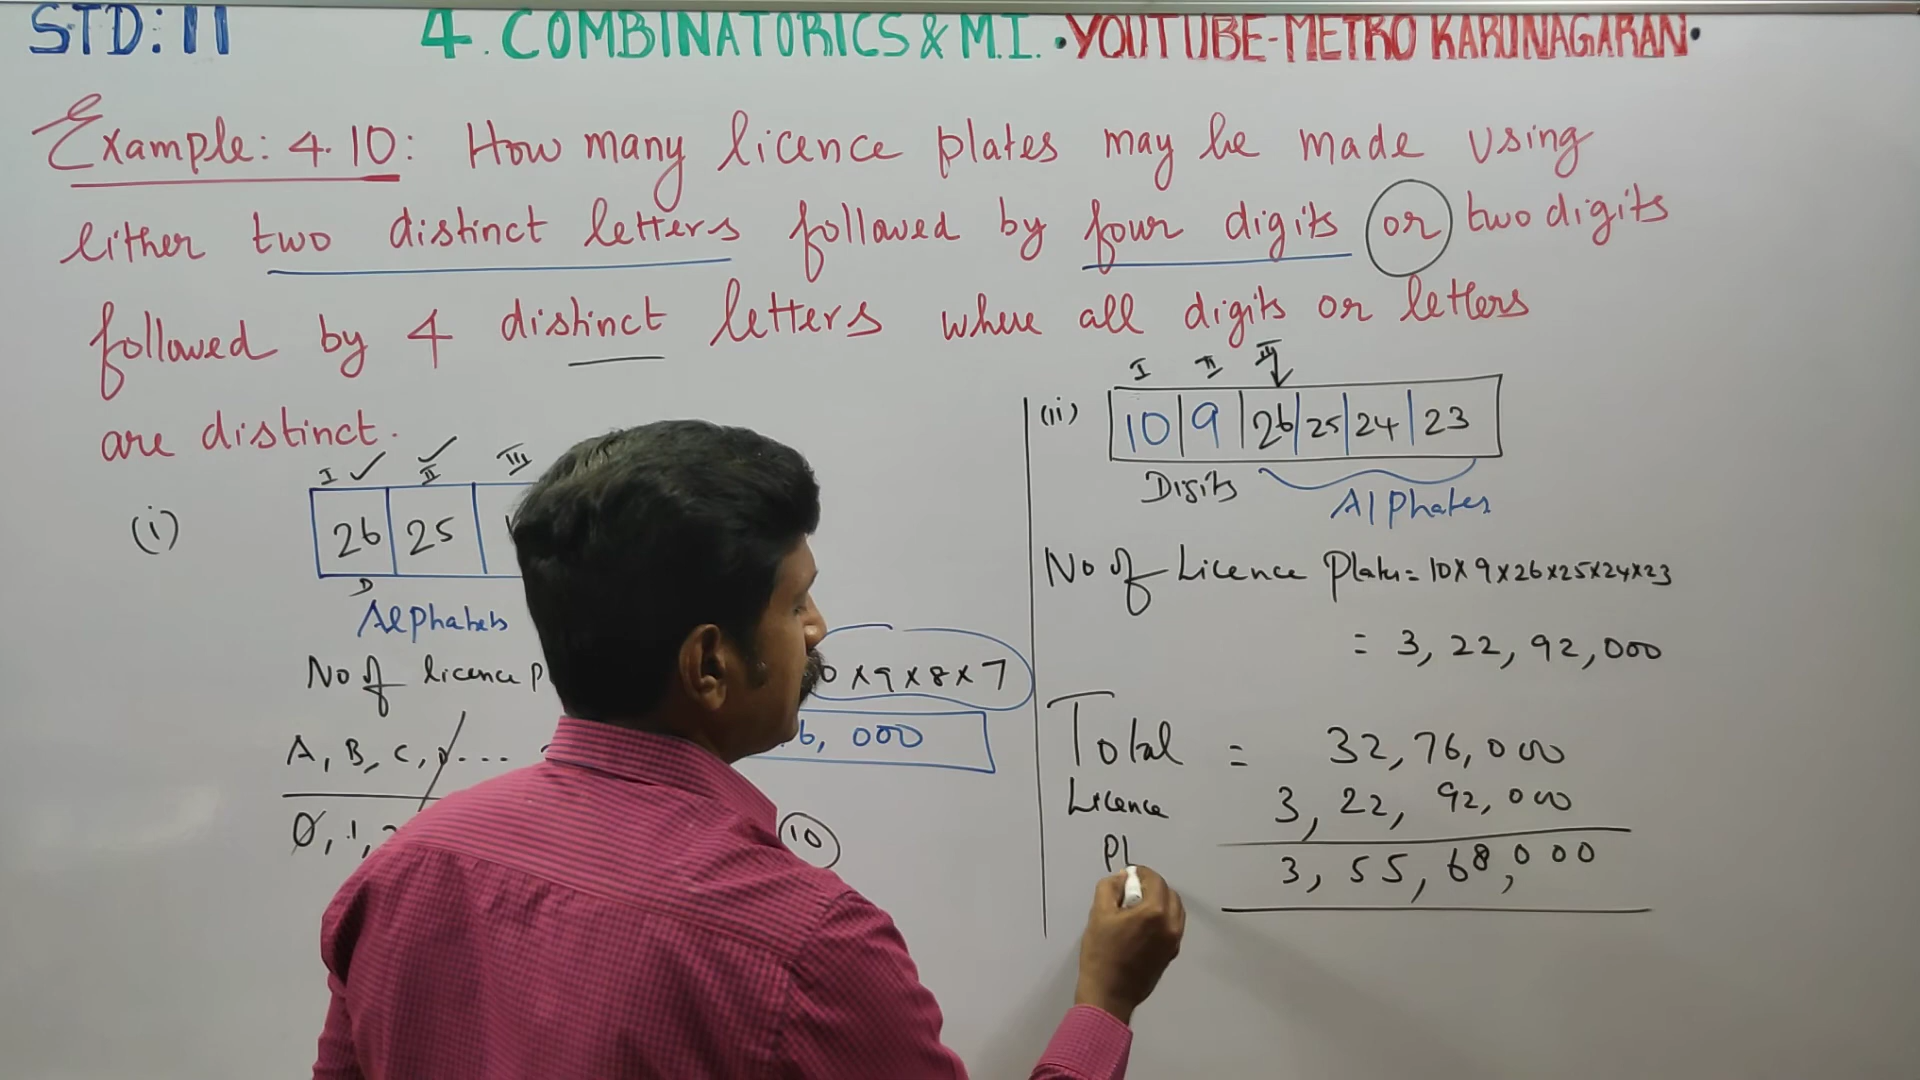 STD: 11 4. COMBINATORICS & M.I. • YOUTUBE-METRO KARUNAGARAN •
Example: 4.10: How many licence plates may be made using
either two distinct letters followed by four digits or two digits
followed by 4 distinct letters where all digits or letters
are distinct.
(i)
I ✓ II ✓ III
26 25
D
Alphabets
No of licence p
0 × 9 × 8 × 7
6, 000
A, B, C, ...
0, 1,
10
(ii)
I II III
10 9 26 25 24 23
Digits Alphates
No of Licence Plates = 10×9×26×25×24×23
= 3, 22, 92,000
Total = 32,76,000
Licence 3, 22, 92,000
Pl 3, 55, 68,000